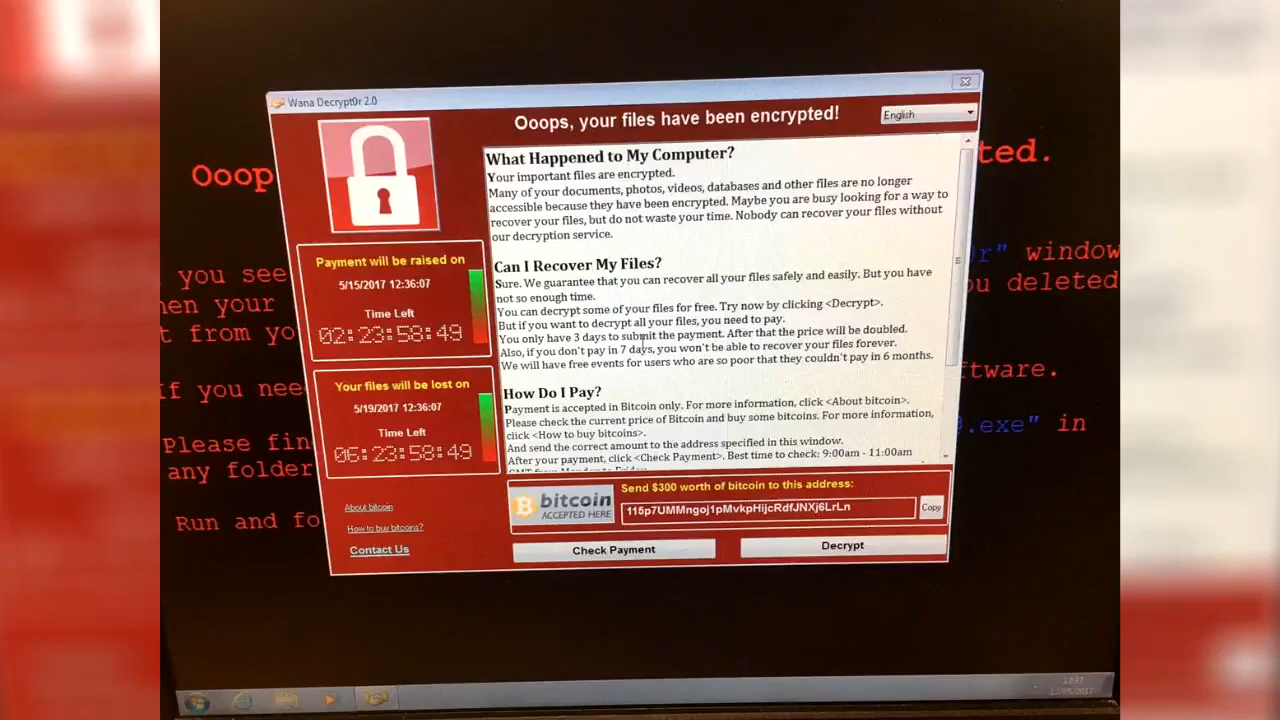 Wana Decrypt0r 2.0
Ooops, your files have been encrypted!
English
What Happened to My Computer?
Your important files are encrypted.
Many of your documents, photos, videos, databases and other files are no longer
accessible because they have been encrypted. Maybe you are busy looking for a way to
recover your files, but do not waste your time. Nobody can recover your files without
our decryption service.
Can I Recover My Files?
Sure. We guarantee that you can recover all your files safely and easily. But you have
not so enough time.
You can decrypt some of your files for free. Try now by clicking <Decrypt>.
But if you want to decrypt all your files, you need to pay.
You only have 3 days to submit the payment. After that the price will be doubled.
Also, if you don't pay in 7 days, you won't be able to recover your files forever.
We will have free events for users who are so poor that they couldn't pay in 6 months.
How Do I Pay?
Payment is accepted in Bitcoin only. For more information, click <About bitcoin>.
Please check the current price of Bitcoin and buy some bitcoins. For more information,
click <How to buy bitcoins>.
And send the correct amount to the address specified in this window.
After your payment, click <Check Payment>. Best time to check: 9:00am - 11:00am
GMT from Monday to Friday.
Payment will be raised on
5/15/2017 12:36:07
Time Left
02:23:58:49
Your files will be lost on
5/19/2017 12:36:07
Time Left
06:23:58:49
About bitcoin
How to buy bitcoins?
Contact Us
bitcoin
ACCEPTED HERE
Send $300 worth of bitcoin to this address:
115p7UMMngoj1pMvkpHijcRdfJNXj6LrLn
Copy
Check Payment
Decrypt
Ooop
ted.
you see
window
hen your
ou deleted
t from yo
If you nee
ftware.
Please fin
.exe" in
any folder
Run and fo
12:37
12/05/2017